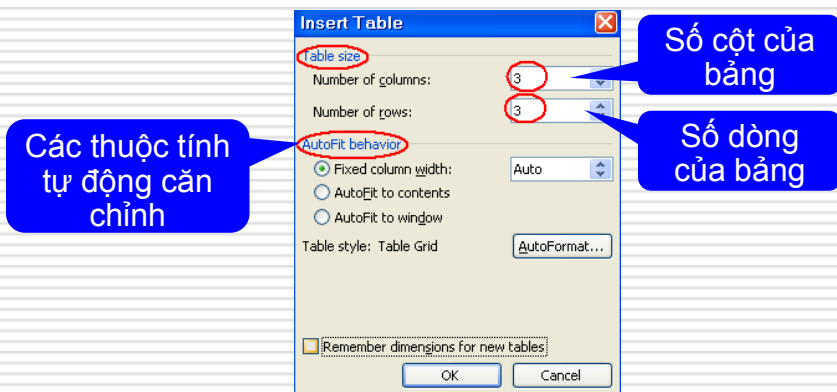 Insert Table
Số cột của
bảng
Table size
Number of columns:
3
Number of rows:
3
Số dòng
của bảng
Các thuộc tính
tự động căn
chỉnh
AutoFit behavior
Fixed column width:
Auto
AutoFit to contents
AutoFit to window
Table style: Table Grid
AutoFormat...
Remember dimensions for new tables
OK
Cancel